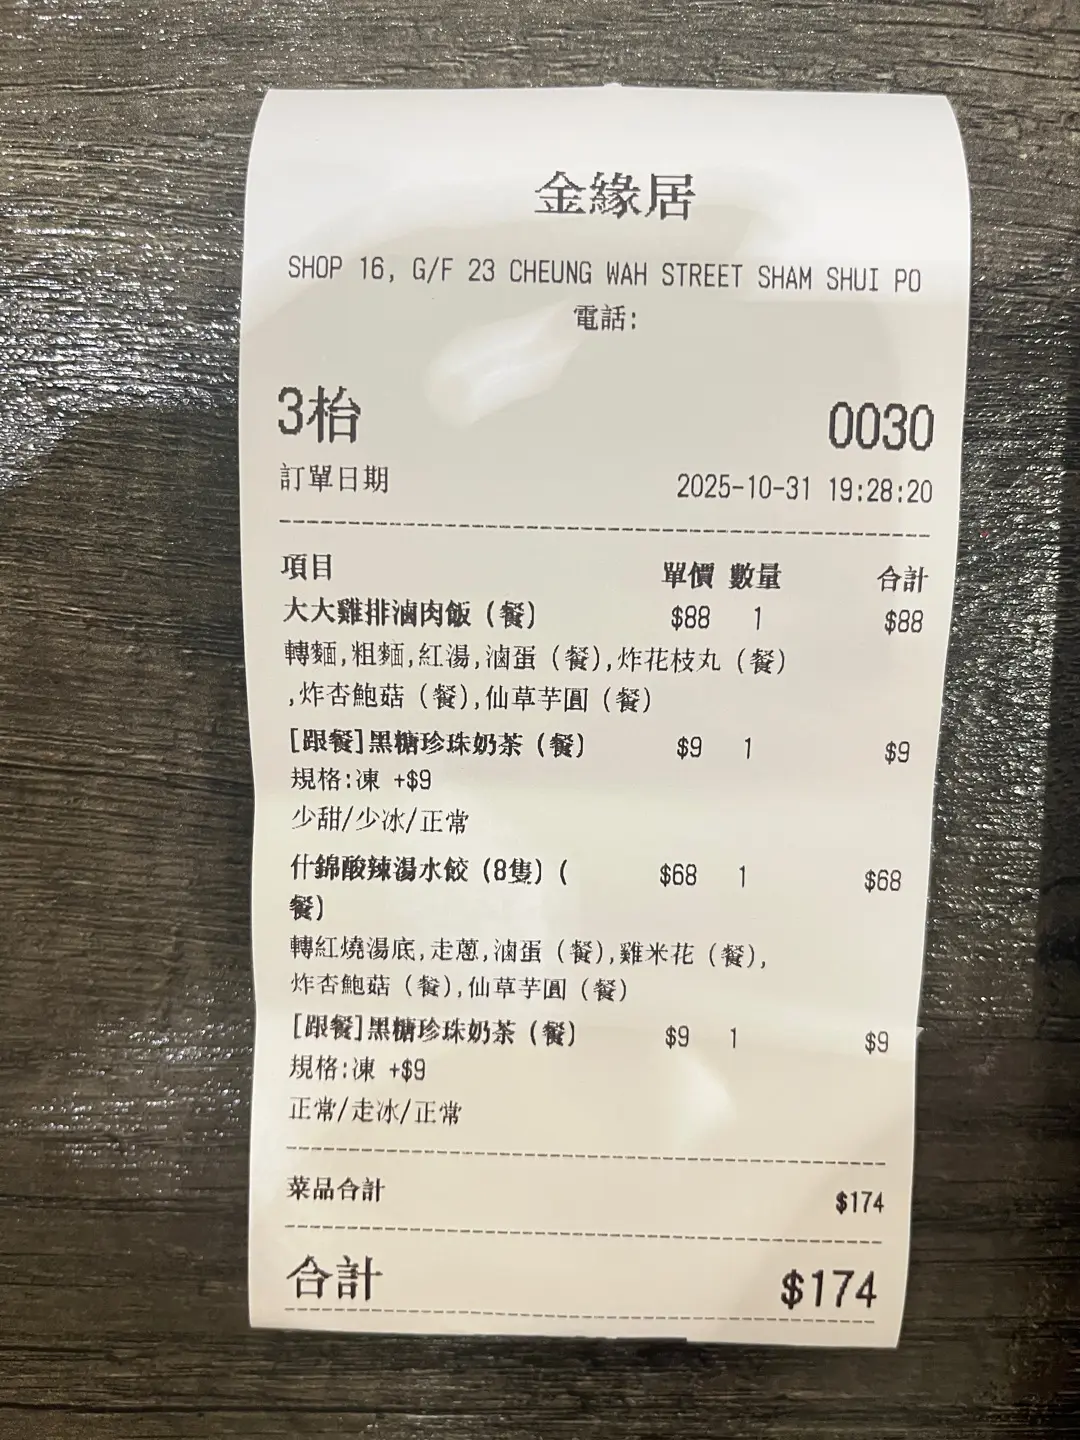 金緣居
SHOP 16, G/F 23 CHEUNG WAH STREET SHAM SHUI PO
電話:
3枱 0030
訂單日期 2025-10-31 19:28:20
項目 單價 數量 合計
大大雞排滷肉飯（餐） $88 1 $88
轉麵,粗麵,紅湯,滷蛋（餐),炸花枝丸（餐）
,炸杏鮑菇（餐),仙草芋圓（餐）
[跟餐]黑糖珍珠奶茶（餐） $9 1 $9
規格:凍 +$9
少甜/少冰/正常
什錦酸辣湯水餃（8隻）( $68 1 $68
餐）
轉紅燒湯底,走蔥,滷蛋（餐),雞米花（餐),
炸杏鮑菇（餐),仙草芋圓（餐）
[跟餐]黑糖珍珠奶茶（餐） $9 1 $9
規格:凍 +$9
正常/走冰/正常
菜品合計 $174
合計 $174